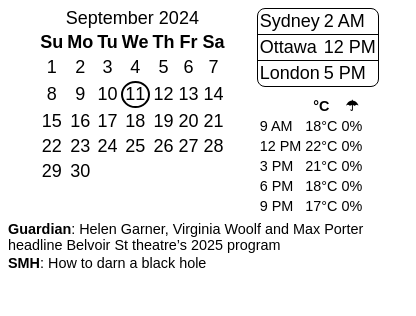 September 2024
Su Mo Tu We Th Fr Sa
1 2 3 4 5 6 7
8 9 10 11 12 13 14
15 16 17 18 19 20 21
22 23 24 25 26 27 28
29 30
Sydney 2 AM
Ottawa 12 PM
London 5 PM
°C ☂
9 AM 18°C 0%
12 PM 22°C 0%
3 PM 21°C 0%
6 PM 18°C 0%
9 PM 17°C 0%
Guardian: Helen Garner, Virginia Woolf and Max Porter
headline Belvoir St theatre’s 2025 program
SMH: How to darn a black hole